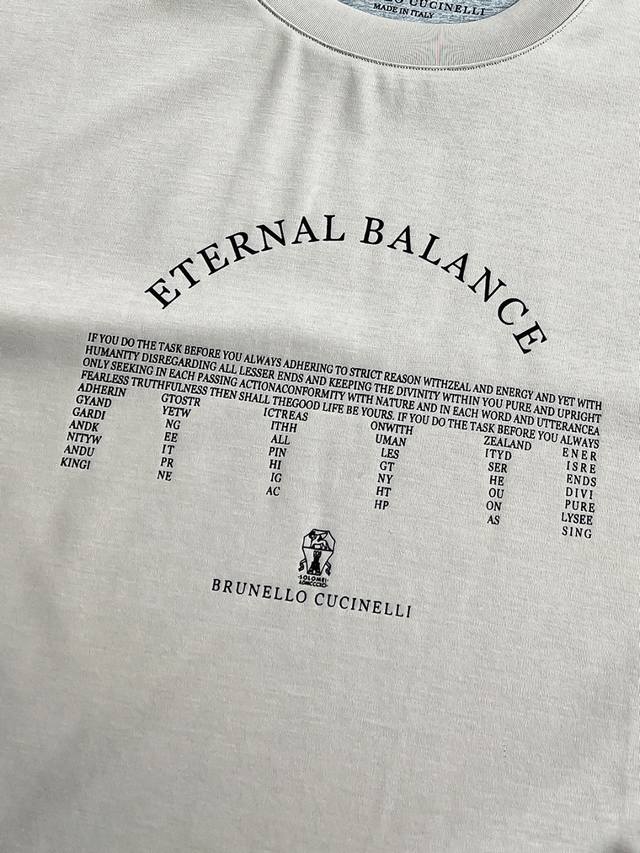 LO CUCINELLI
MADE IN ITALY
ETERNAL BALANCE
IF YOU DO THE TASK BEFORE YOU ALWAYS ADHERING TO STRICT REASON WITHZEAL AND ENERGY AND YET WITH
HUMANITY DISREGARDING ALL LESSER ENDS AND KEEPING THE DIVINITY WITHIN YOU PURE AND UPRIGHT
ONLY SEEKING IN EACH PASSING ACTIONACONFORMITY WITH NATURE AND IN EACH WORD AND UTTERANCEA
FEARLESS TRUTHFULNESS THEN SHALL THEGOOD LIFE BE YOURS. IF YOU DO THE TASK BEFORE YOU ALWAYS
ADHERIN GTOSTR ICTREAS ONWITH ZEALAND ENER
GYAND YETW ITHH UMAN ITYD ISRE
GARDI NG ALL LES SER ENDS
ANDK EE PIN GT HE DIVI
NITYW IT HI NY OU PURE
ANDU PR IG HT ON LYSEE
KINGI NE AC HP AS SING
SOLOMEI
BRUNELLO CUCINELLI